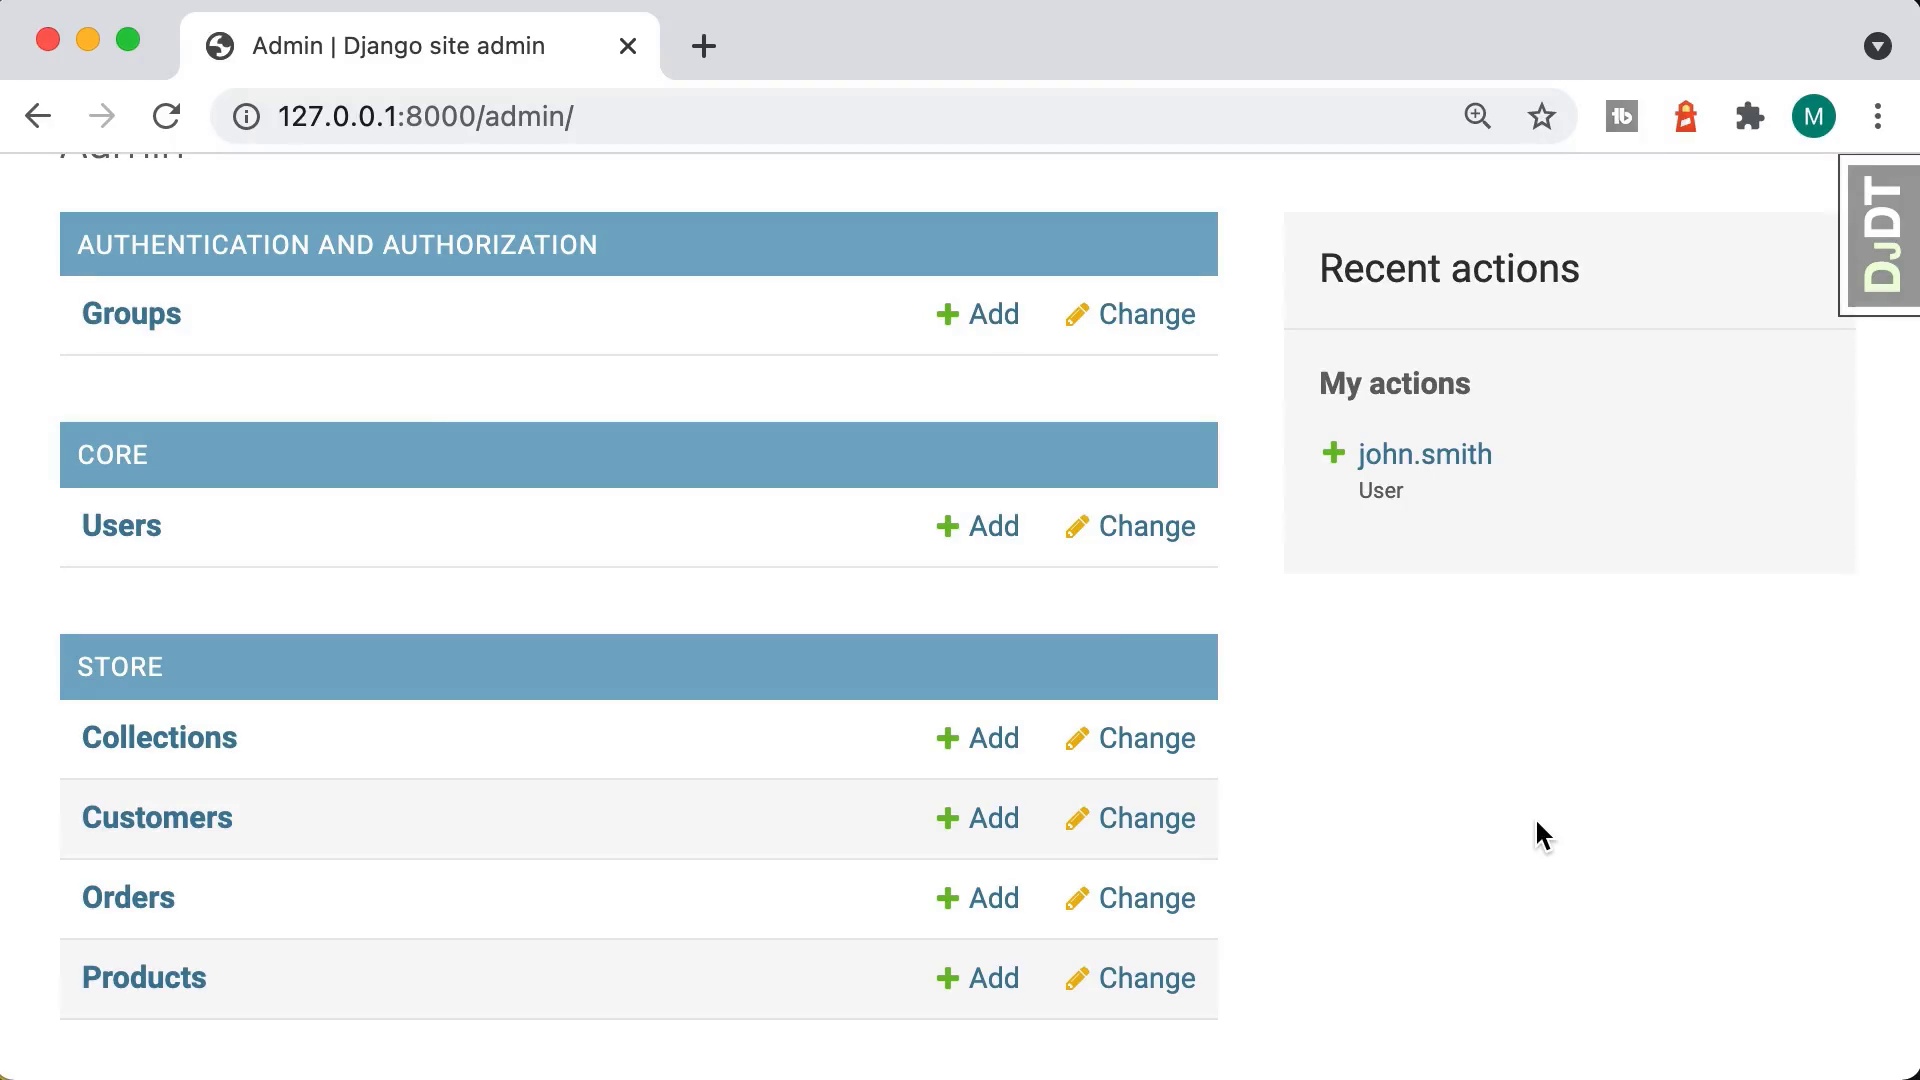 Admin | Django site admin
127.0.0.1:8000/admin/
M
Admin
DJDT
AUTHENTICATION AND AUTHORIZATION
Groups Add Change
CORE
Users Add Change
STORE
Collections Add Change
Customers Add Change
Orders Add Change
Products Add Change
Recent actions
My actions
john.smith
User